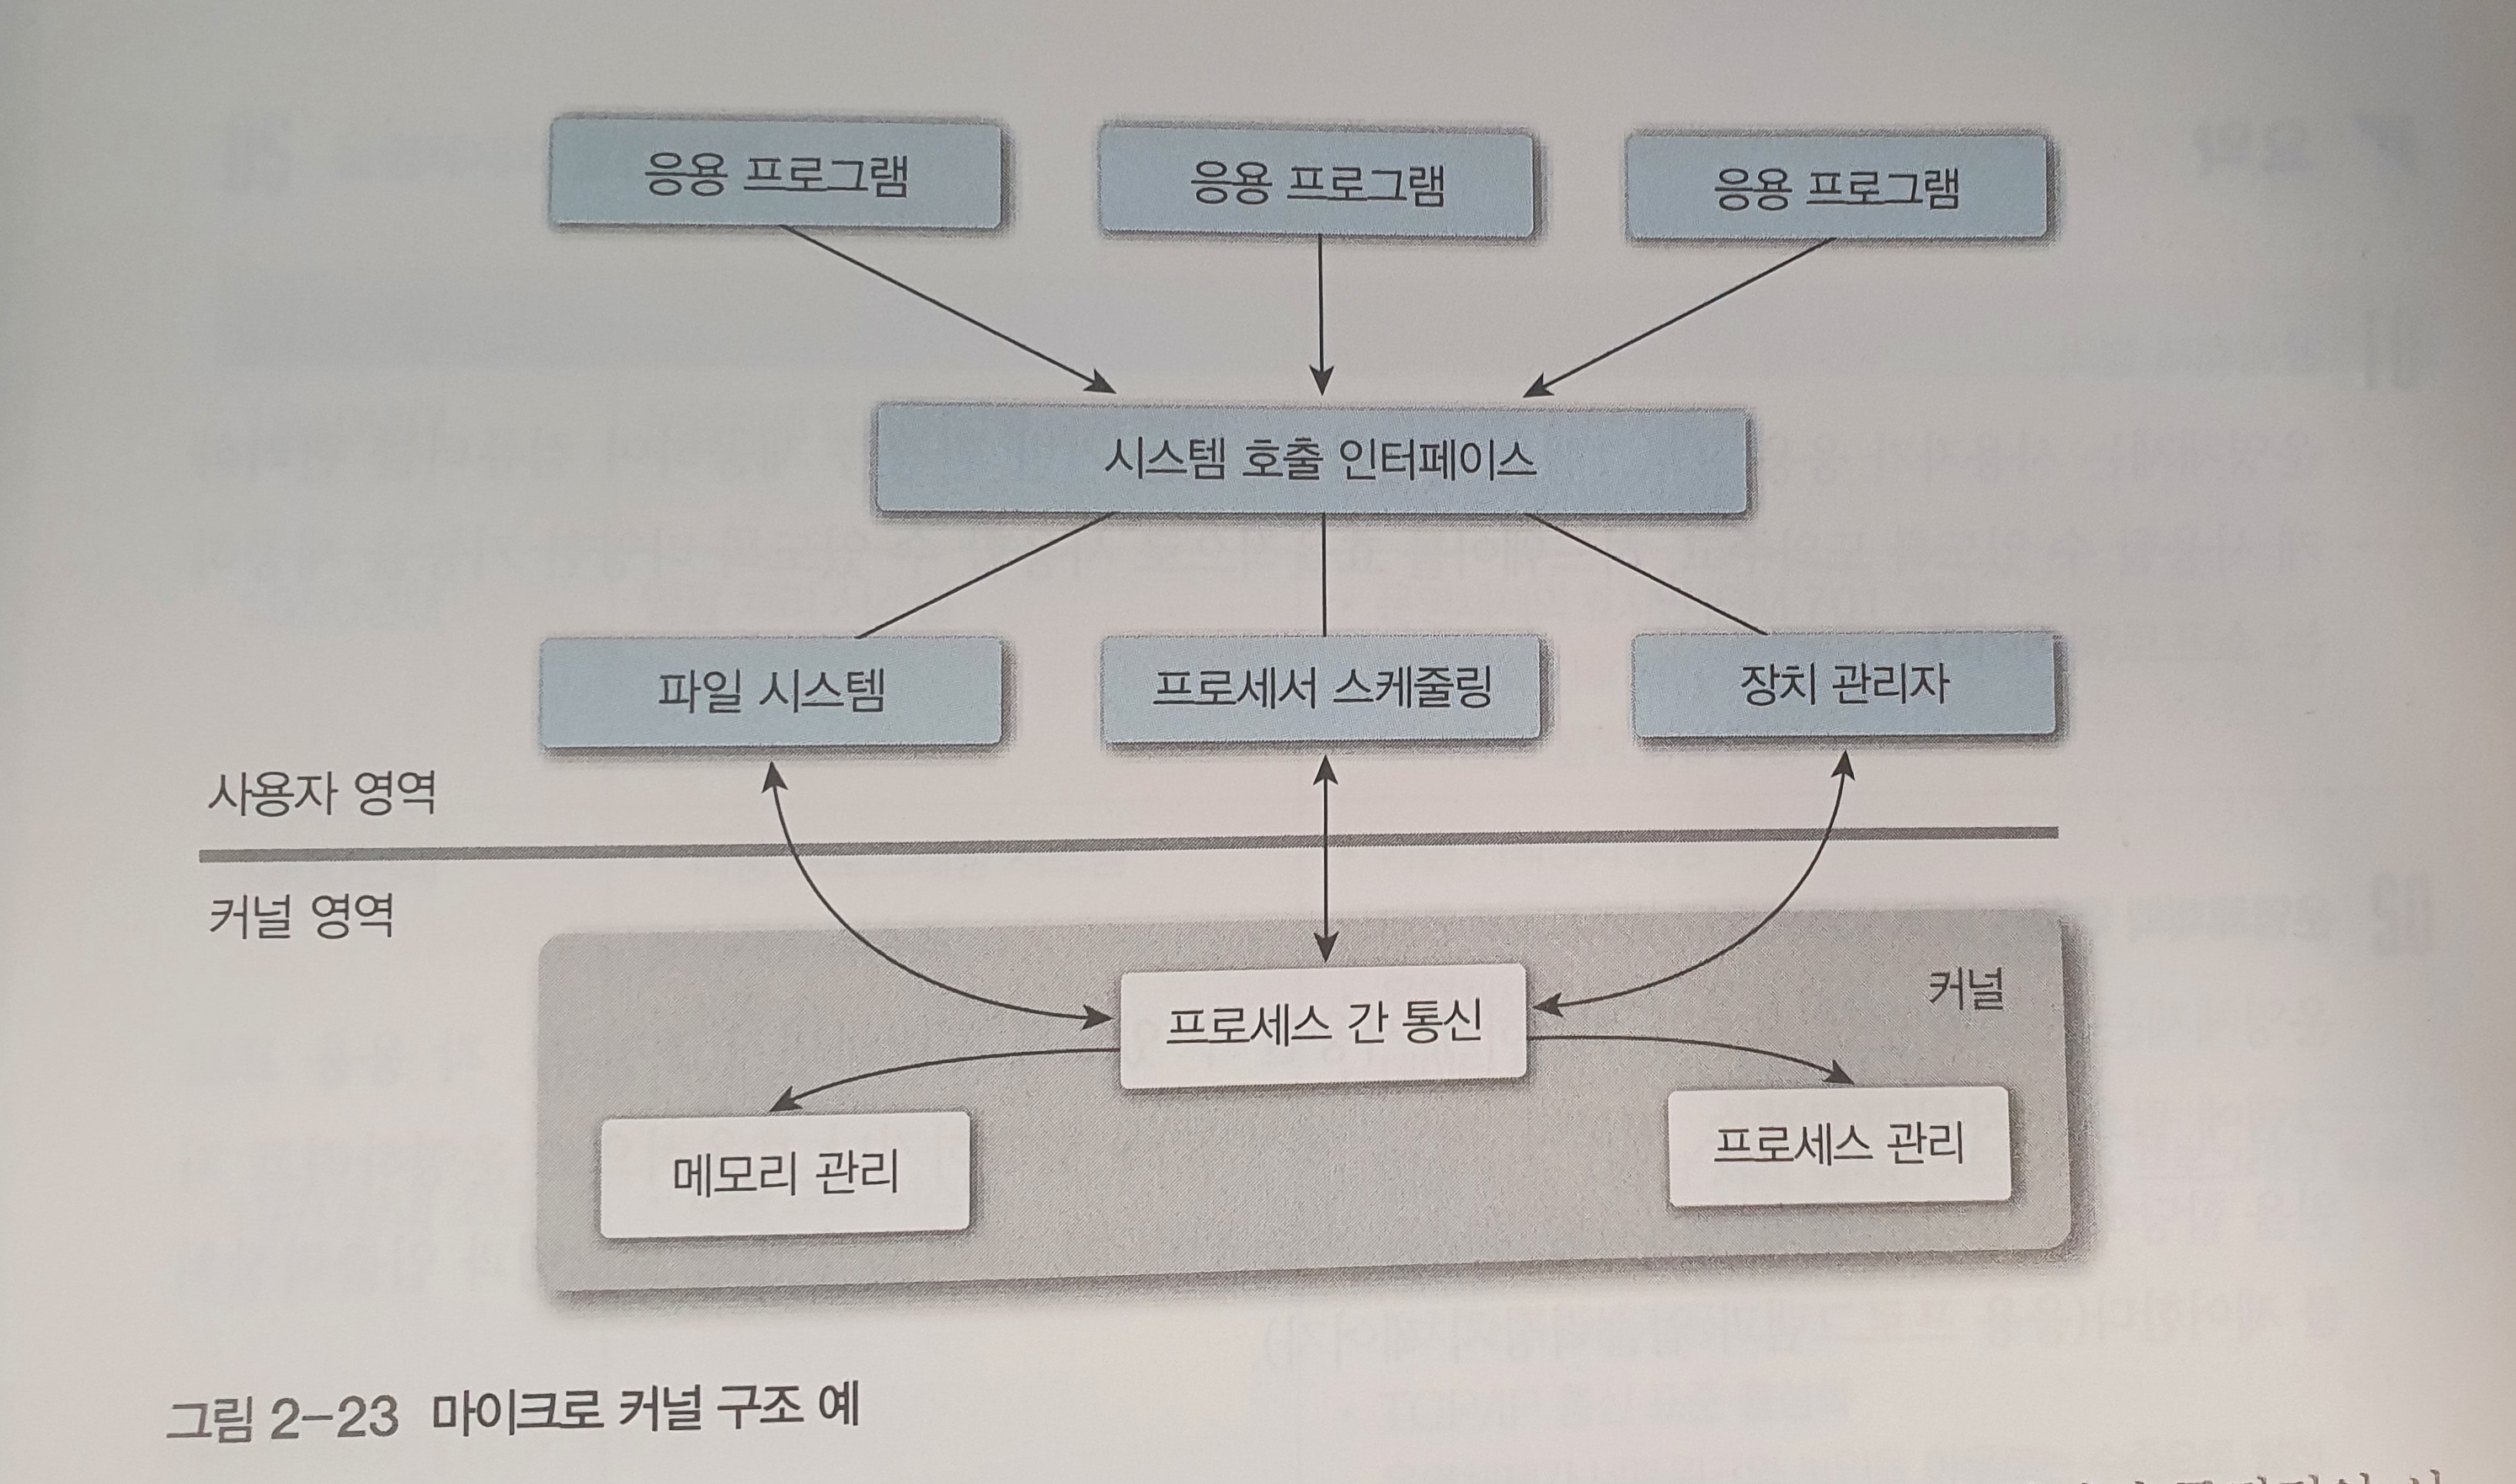 응용 프로그램
응용 프로그램
응용 프로그램
시스템 호출 인터페이스
파일 시스템
프로세서 스케줄링
장치 관리자
사용자 영역
커널 영역
커널
프로세스 간 통신
메모리 관리
프로세스 관리
그림 2-23 마이크로 커널 구조 예